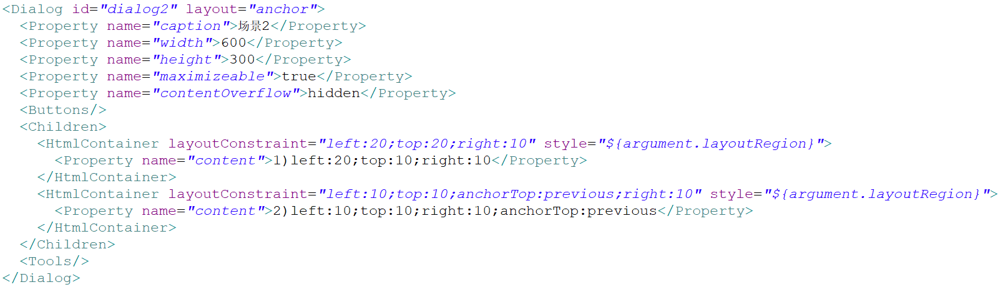 <Dialog id="dialog2" layout="anchor">
  <Property name="caption">场景2</Property>
  <Property name="width">600</Property>
  <Property name="height">300</Property>
  <Property name="maximizeable">true</Property>
  <Property name="contentOverflow">hidden</Property>
  <Buttons/>
  <Children>
    <HtmlContainer layoutConstraint="left:20;top:20;right:10" style="${argument.layoutRegion}">
      <Property name="content">1)left:20;top:10;right:10</Property>
    </HtmlContainer>
    <HtmlContainer layoutConstraint="left:10;top:10;anchorTop:previous;right:10" style="${argument.layoutRegion}">
      <Property name="content">2)left:10;top:10;right:10;anchorTop:previous</Property>
    </HtmlContainer>
  </Children>
  <Tools/>
</Dialog>